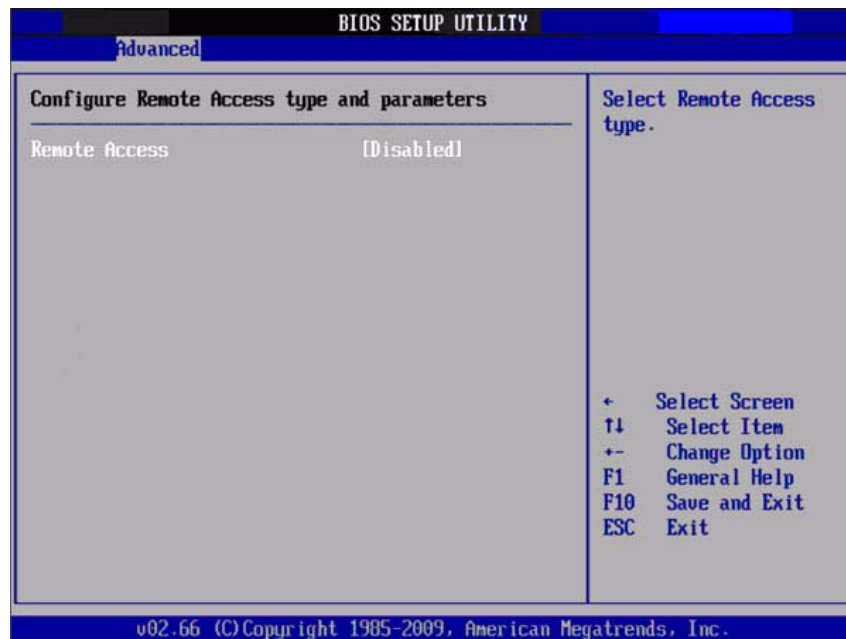 BIOS SETUP UTILITY
Advanced
Configure Remote Access type and parameters
Remote Access [Disabled]
Select Remote Access
type.
← Select Screen
↑↓ Select Item
+- Change Option
F1 General Help
F10 Save and Exit
ESC Exit
v02.66 (C)Copyright 1985-2009, American Megatrends, Inc.